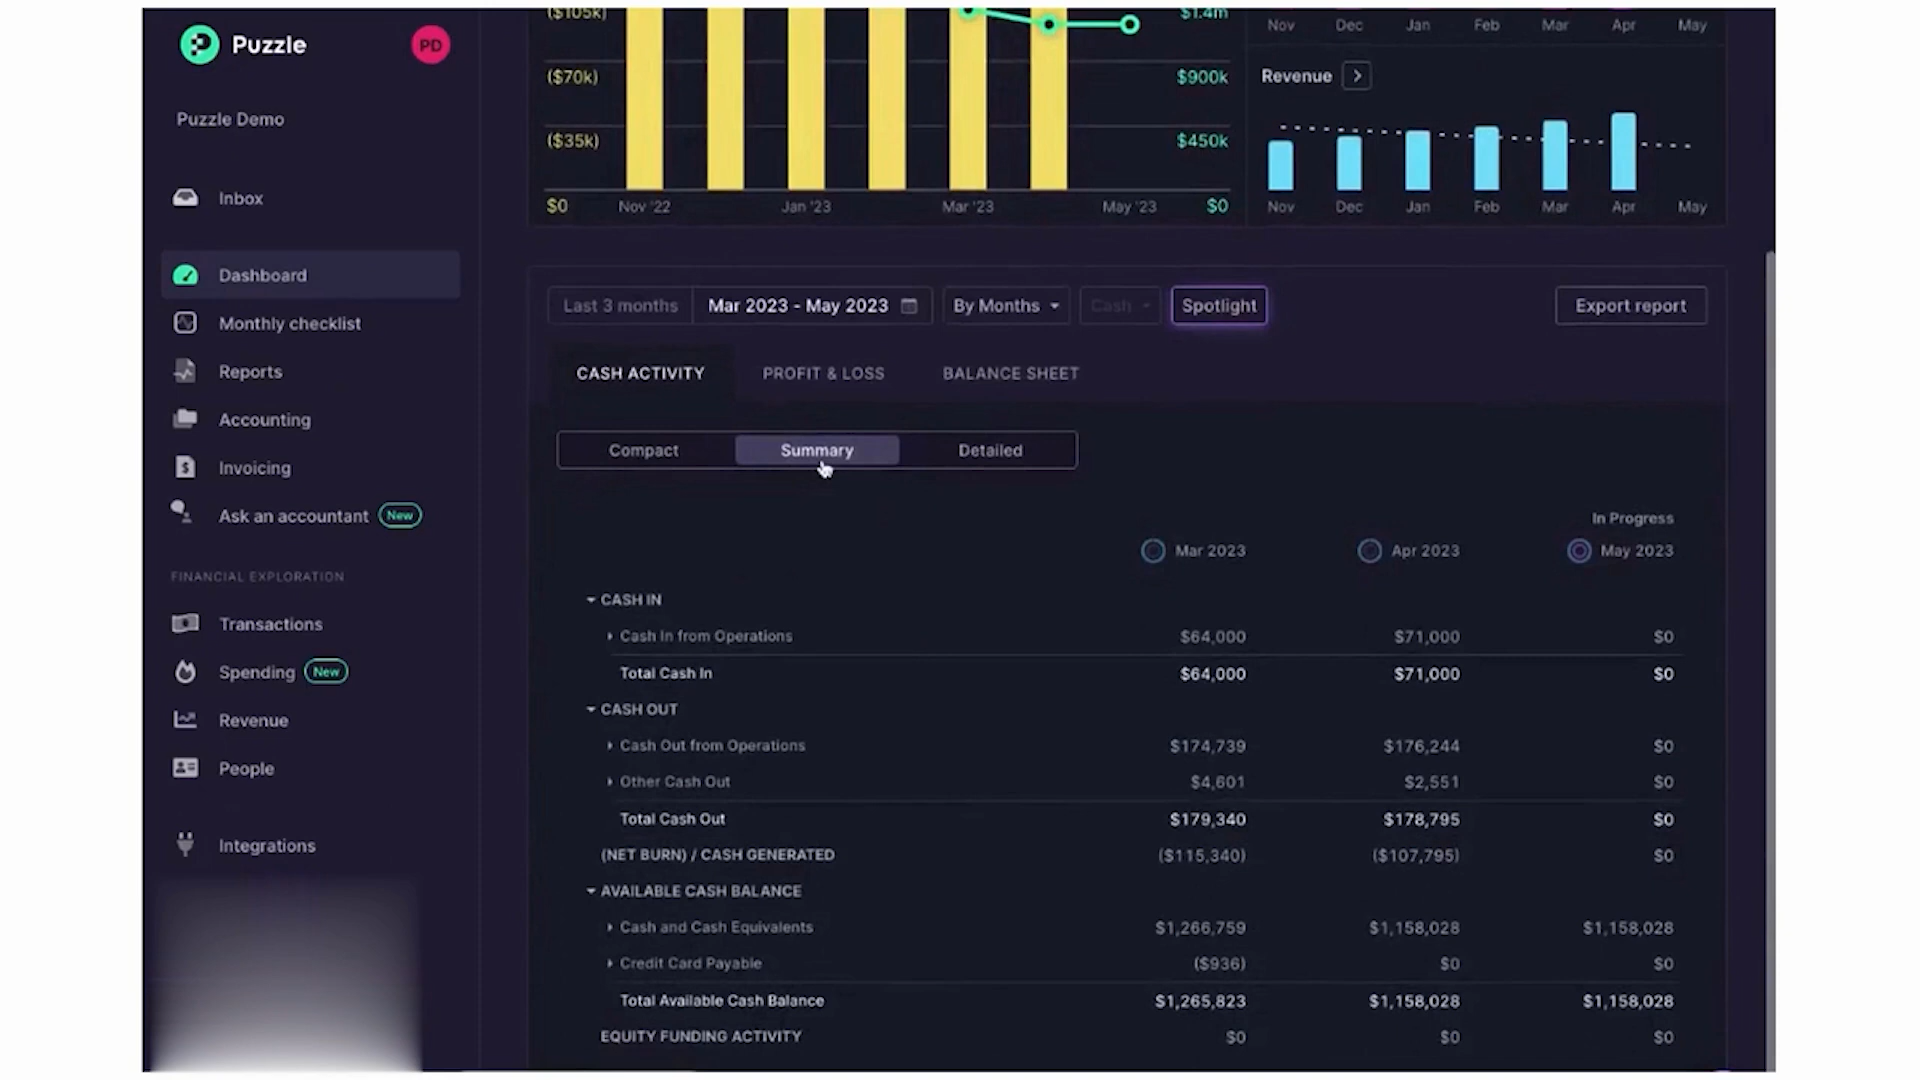 Puzzle
PD
Puzzle Demo
Inbox
Dashboard
Monthly checklist
Reports
Accounting
Invoicing
Ask an accountant New
FINANCIAL EXPLORATION
Transactions
Spending New
Revenue
People
Integrations
($105k) $1.4m
($70k) $900k
($35k) $450k
$0 Nov '22 Jan '23 Mar '23 May '23 $0
Nov Dec Jan Feb Mar Apr May
Revenue
Nov Dec Jan Feb Mar Apr May
Last 3 months Mar 2023 - May 2023 By Months Cash Spotlight Export report
CASH ACTIVITY PROFIT & LOSS BALANCE SHEET
Compact Summary Detailed
In Progress
Mar 2023 Apr 2023 May 2023
CASH IN
Cash In from Operations $64,000 $71,000 $0
Total Cash In $64,000 $71,000 $0
CASH OUT
Cash Out from Operations $174,739 $176,244 $0
Other Cash Out $4,601 $2,551 $0
Total Cash Out $179,340 $178,795 $0
(NET BURN) / CASH GENERATED ($115,340) ($107,795) $0
AVAILABLE CASH BALANCE
Cash and Cash Equivalents $1,266,759 $1,158,028 $1,158,028
Credit Card Payable ($936) $0 $0
Total Available Cash Balance $1,265,823 $1,158,028 $1,158,028
EQUITY FUNDING ACTIVITY $0 $0 $0